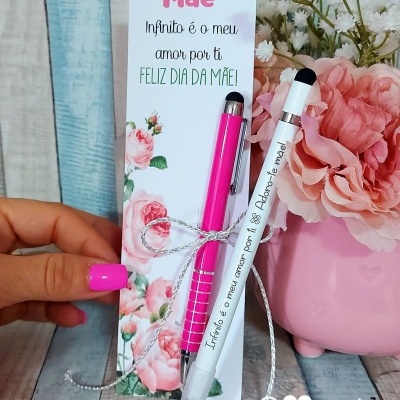 Mãe
Infinito é o meu
amor por ti
FELIZ DIA DA MÃE!
Infinito é o meu amor por ti Adoro-te mãe!